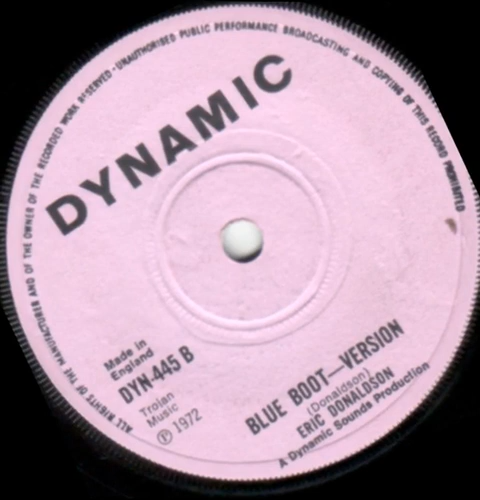 ALL RIGHTS OF THE MANUFACTURER AND OF THE OWNER OF THE RECORDED WORK RESERVED - UNAUTHORISED PUBLIC PERFORMANCE BROADCASTING AND COPYING OF THIS RECORD PROHIBITED
DYNAMIC
Made in
England
DYN-445 B
Trojan
Music
℗ 1972
BLUE BOOT—VERSION
(Donaldson)
ERIC DONALDSON
A Dynamic Sounds Production